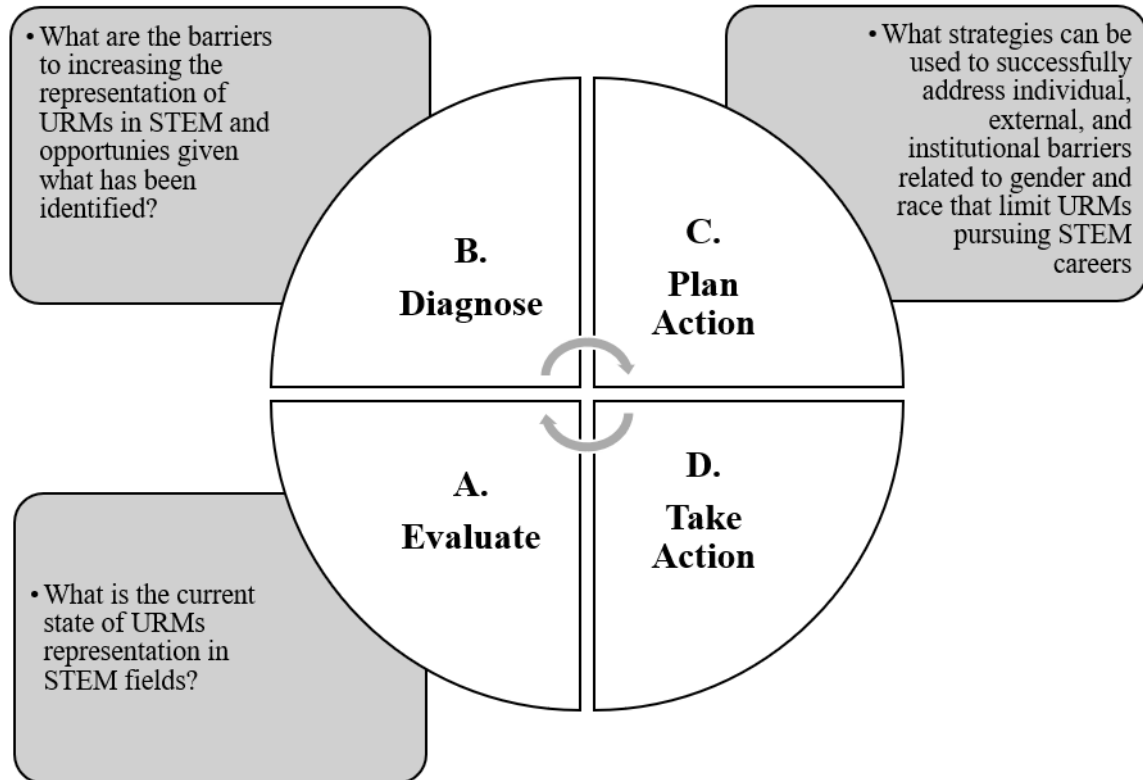 • What are the barriers
to increasing the
representation of
URMs in STEM and
opportunies given
what has been
identified?
• What strategies can be
used to successfully
address individual,
external, and
institutional barriers
related to gender and
race that limit URMs
pursuing STEM
careers
B.
Diagnose
C.
Plan
Action
A.
Evaluate
D.
Take
Action
• What is the current
state of URMs
representation in
STEM fields?